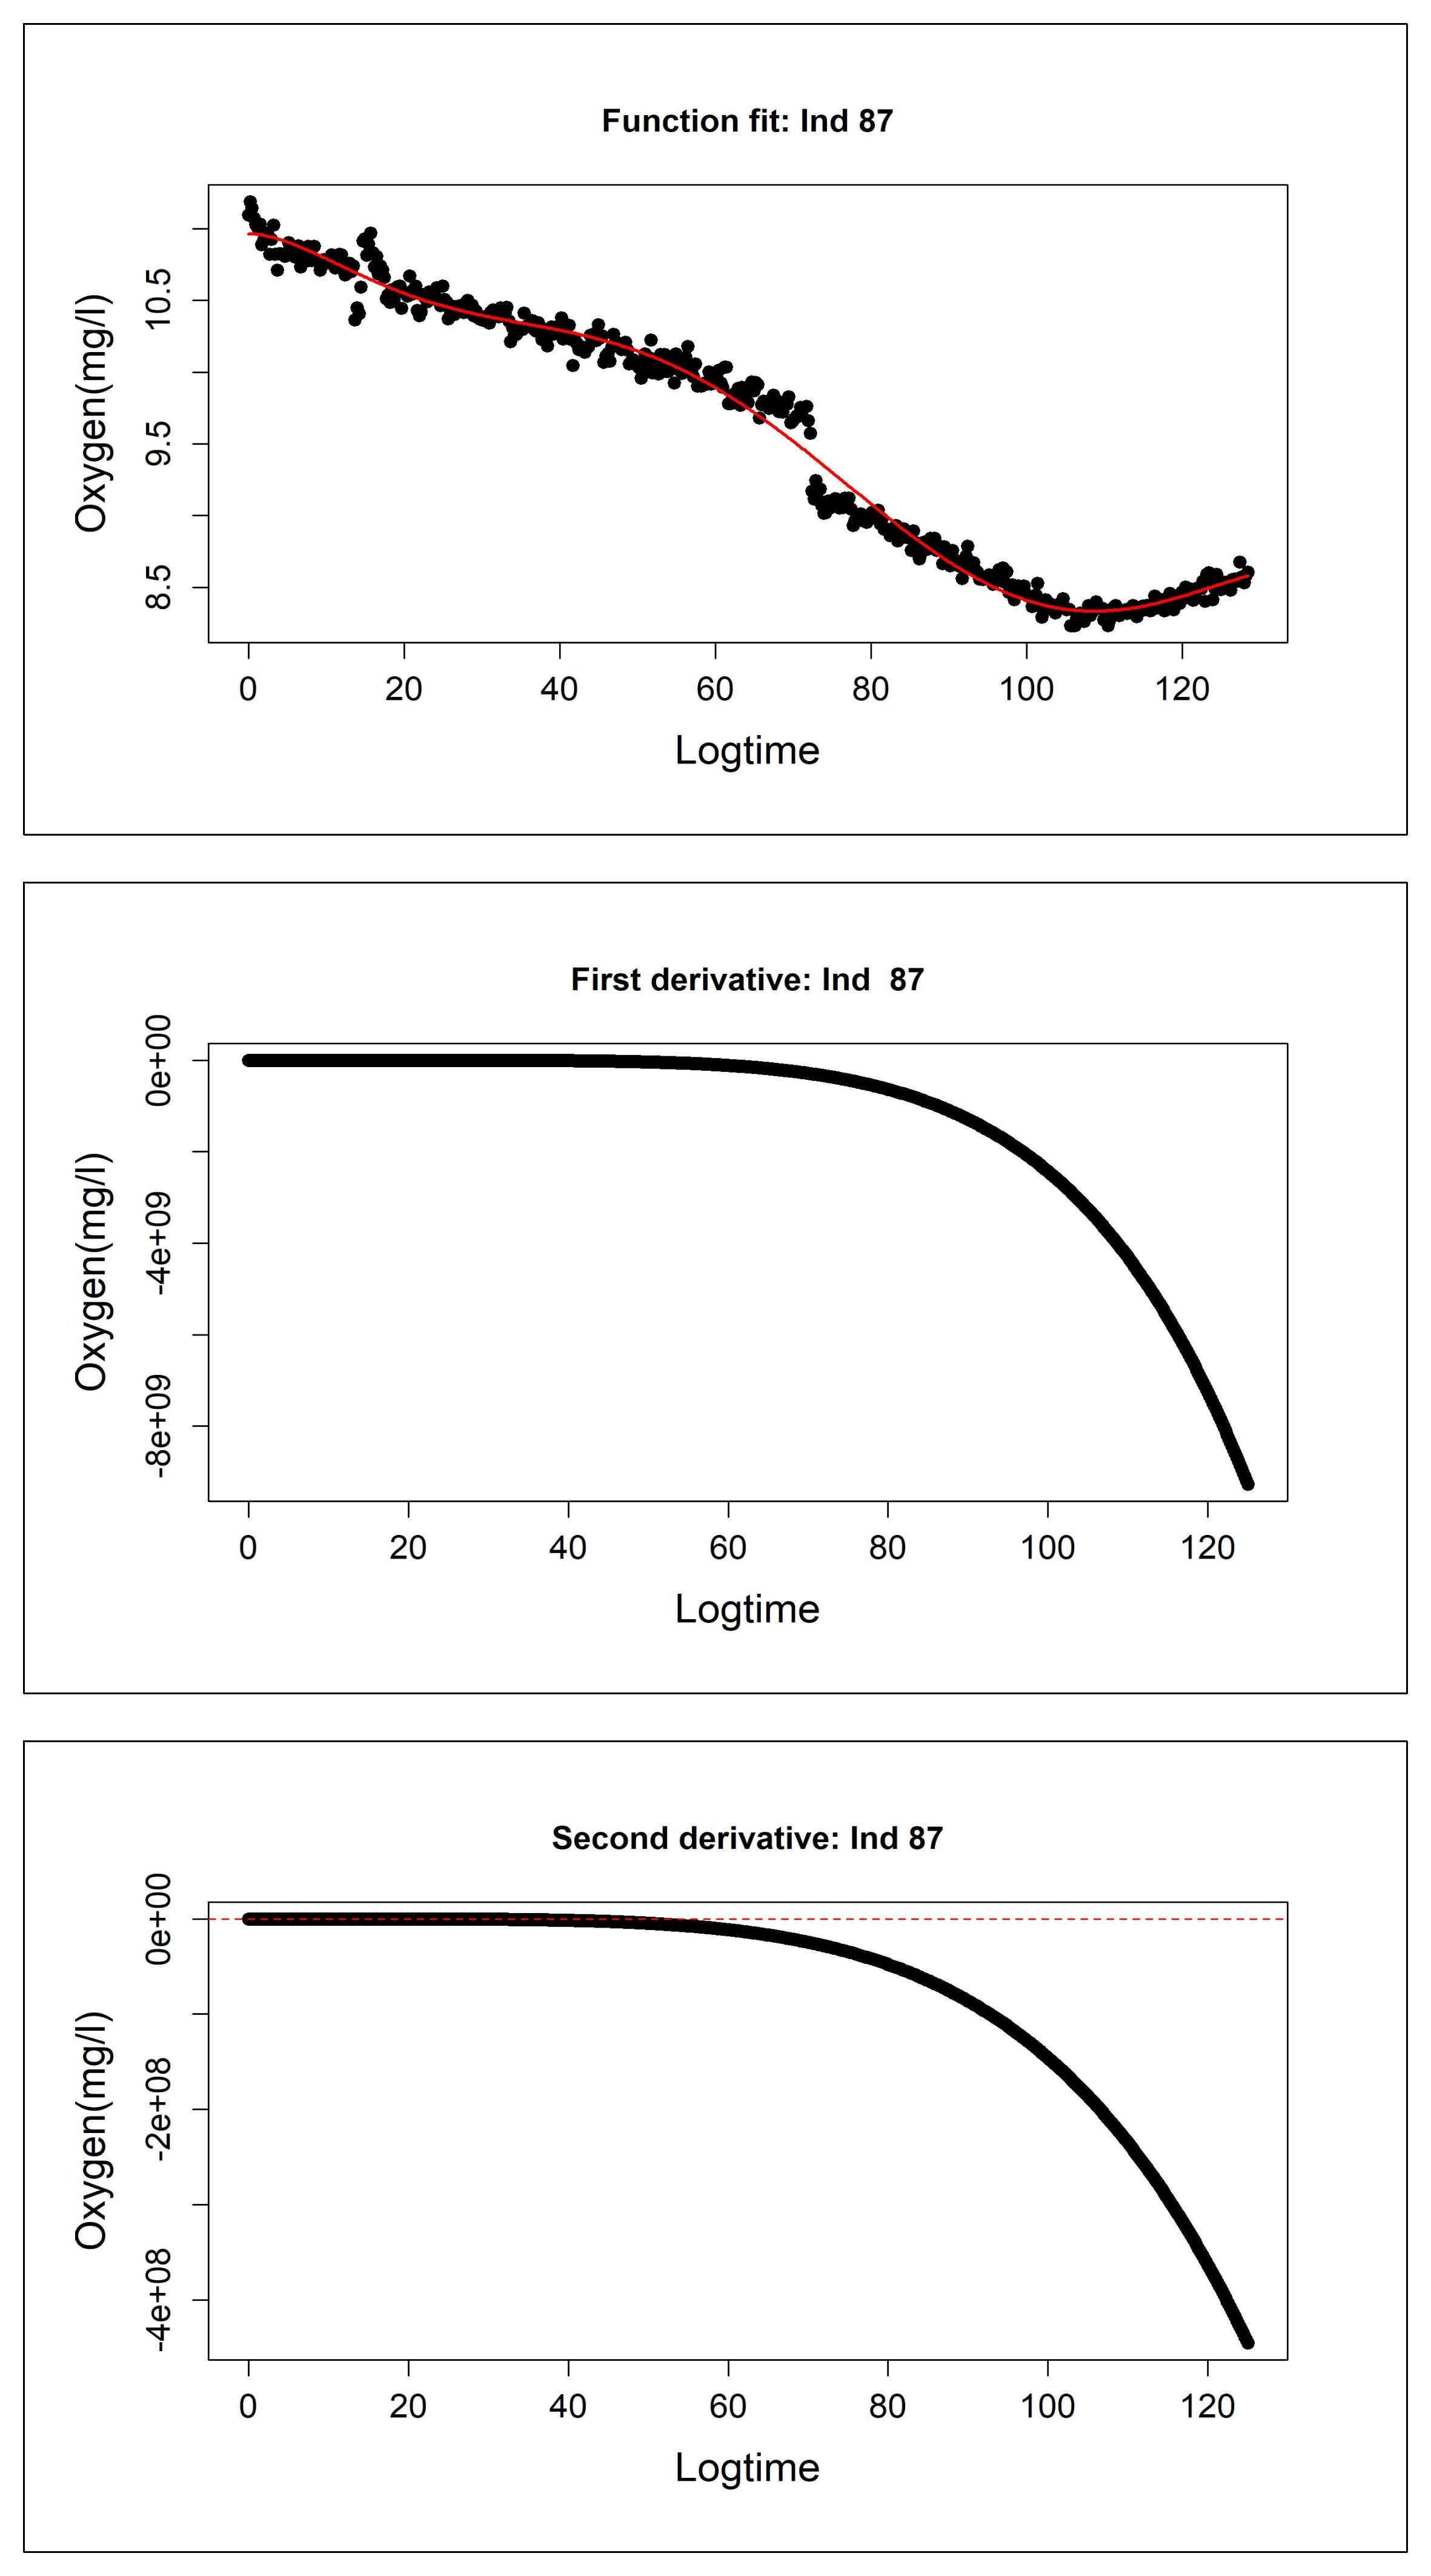 Function fit: Ind 87
Oxygen(mg/l)
10.5
9.5
8.5
0 20 40 60 80 100 120
Logtime
First derivative: Ind  87
Oxygen(mg/l)
0e+00
-4e+09
-8e+09
0 20 40 60 80 100 120
Logtime
Second derivative: Ind 87
Oxygen(mg/l)
0e+00
-2e+08
-4e+08
0 20 40 60 80 100 120
Logtime